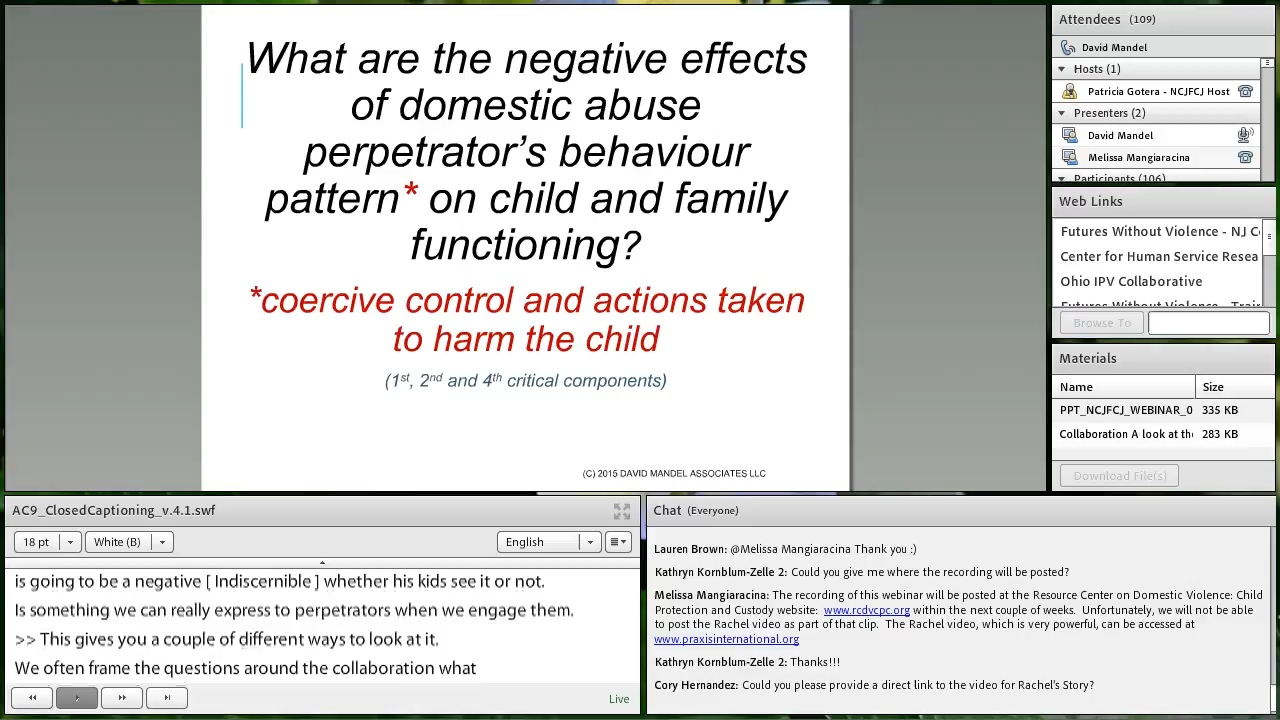 What are the negative effects
of domestic abuse
perpetrator's behaviour
pattern* on child and family
functioning?
*coercive control and actions taken
to harm the child
(1st, 2nd and 4th critical components)
(C) 2015 DAVID MANDEL ASSOCIATES LLC
Attendees (109)
David Mandel
Hosts (1)
Patricia Gotera - NCJFCJ Host
Presenters (2)
David Mandel
Melissa Mangiaracina
Participants (106)
Web Links
Futures Without Violence - NJ C
Center for Human Service Resea
Ohio IPV Collaborative
Futures Without Violence - Trai
Browse To
Materials
Name Size
PPT_NCJFCJ_WEBINAR_0 335 KB
Collaboration A look at the 283 KB
Download File(s)
AC9_ClosedCaptioning_v.4.1.swf
18 pt White (B) English
is going to be a negative [ Indiscernible ] whether his kids see it or not.
Is something we can really express to perpetrators when we engage them.
>> This gives you a couple of different ways to look at it.
We often frame the questions around the collaboration what
Live
Chat (Everyone)
Lauren Brown: @Melissa Mangiaracina Thank you :)
Kathryn Kornblum-Zelle 2: Could you give me where the recording will be posted?
Melissa Mangiaracina: The recording of this webinar will be posted at the Resource Center on Domestic Violence: Child
Protection and Custody website: www.rcdvcpc.org within the next couple of weeks. Unfortunately, we will not be able
to post the Rachel video as part of that clip. The Rachel video, which is very powerful, can be accessed at
www.praxisinternational.org
Kathryn Kornblum-Zelle 2: Thanks!!!
Cory Hernandez: Could you please provide a direct link to the video for Rachel's Story?